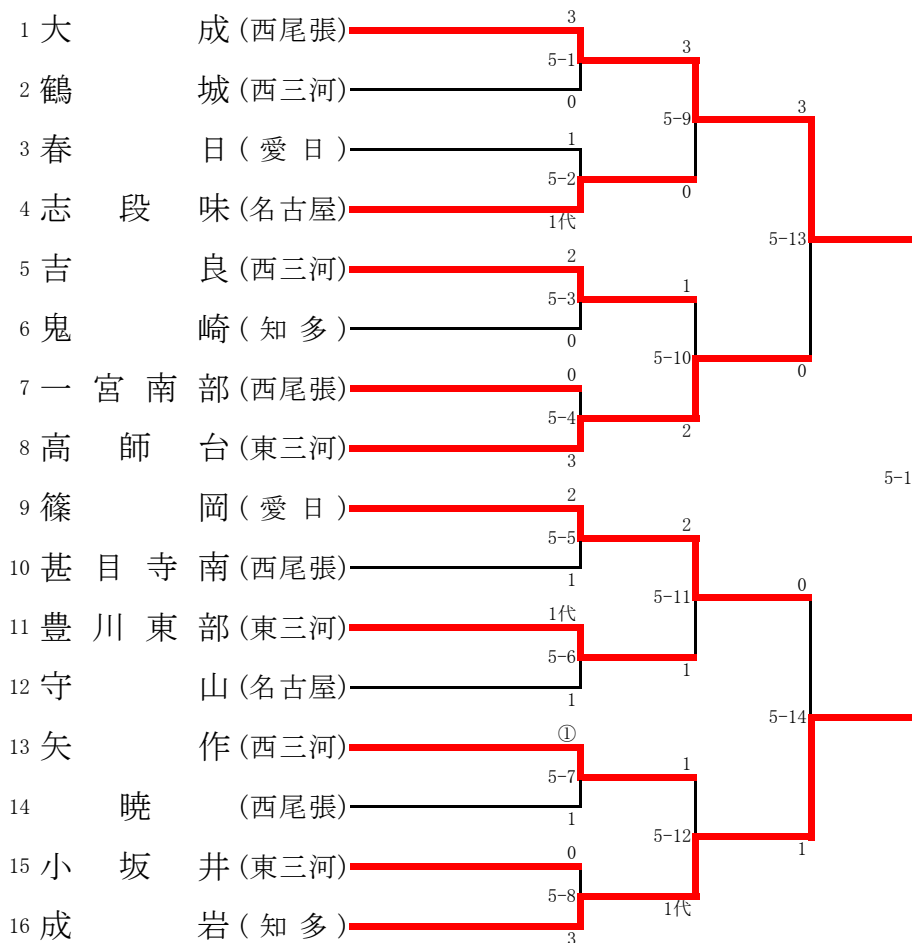 1 大成 (西尾張)
2 鶴城 (西三河)
3 春日 (愛日)
4 志段味 (名古屋)
5 吉良 (西三河)
6 鬼崎 (知多)
7 一宮南部 (西尾張)
8 高師台 (東三河)
9 篠岡 (愛日)
10 甚目寺南 (西尾張)
11 豊川東部 (東三河)
12 守山 (名古屋)
13 矢作 (西三河)
14 暁 (西尾張)
15 小坂井 (東三河)
16 成岩 (知多)
3
5-1
0
1
5-2
1代
2
5-3
0
0
5-4
3
2
5-5
1
1代
5-6
1
①
5-7
1
0
5-8
3
3
5-9
0
1
5-10
2
2
5-11
1
1
5-12
1代
3
5-13
0
0
5-14
1
5-1